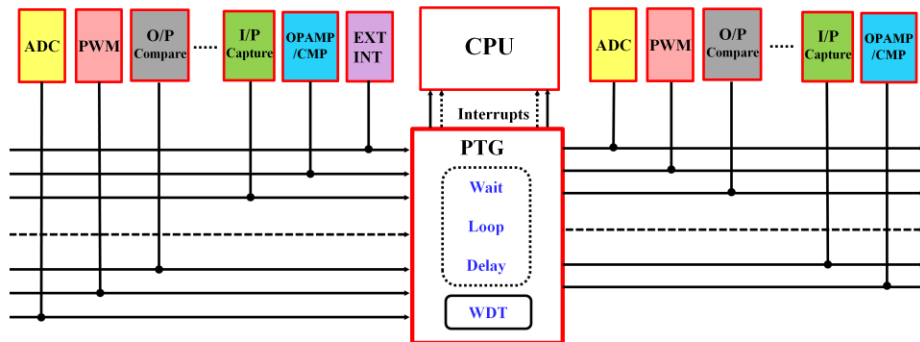 ADC
PWM
O/P
Compare
I/P
Capture
OPAMP
/CMP
EXT
INT
CPU
ADC
PWM
O/P
Compare
I/P
Capture
OPAMP
/CMP
Interrupts
PTG
Wait
Loop
Delay
WDT